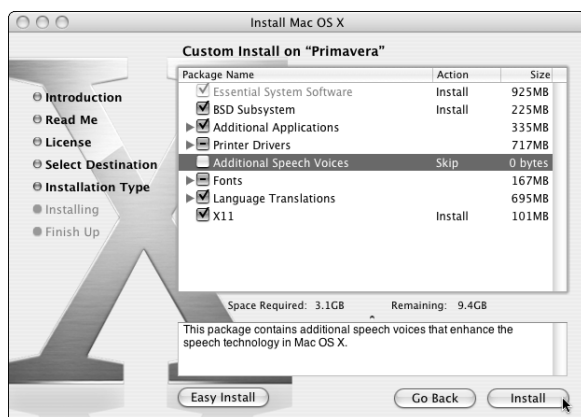 Install Mac OS X
Custom Install on “Primavera”
Introduction
Read Me
License
Select Destination
Installation Type
Installing
Finish Up
Package Name Action Size
Essential System Software Install 925MB
BSD Subsystem Install 225MB
Additional Applications 335MB
Printer Drivers 717MB
Additional Speech Voices Skip 0 bytes
Fonts 167MB
Language Translations 695MB
X11 Install 101MB
Space Required: 3.1GB Remaining: 9.4GB
This package contains additional speech voices that enhance the
speech technology in Mac OS X.
Easy Install Go Back Install